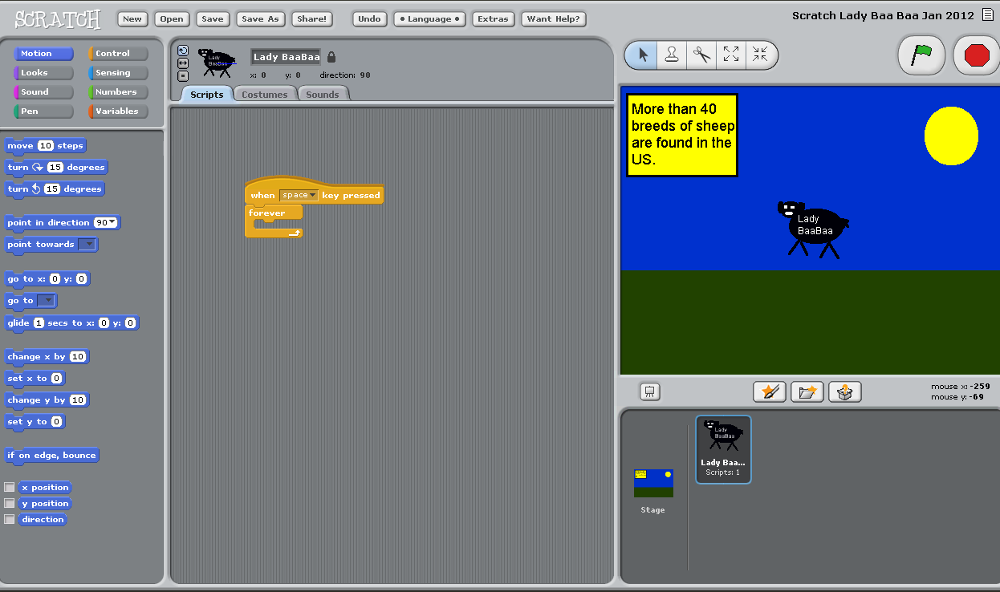 SCRATCH New Open Save Save As Share! Undo • Language • Extras Want Help? Scratch Lady Baa Baa Jan 2012
Motion Control
Looks Sensing
Sound Numbers
Pen Variables
move 10 steps
turn 15 degrees
turn 15 degrees
point in direction 90
point towards
go to x: 0 y: 0
go to
glide 1 secs to x: 0 y: 0
change x by 10
set x to 0
change y by 10
set y to 0
if on edge, bounce
x position
y position
direction
Lady BaaBaa
Lady BaaBaa
x: 0 y: 0 direction: 90
Scripts Costumes Sounds
when space key pressed
forever
More than 40
breeds of sheep
are found in the
US.
Lady
BaaBaa
mouse x: -259
mouse y: -69
Stage
Lady
BaaBaa
Lady Baa...
Scripts: 1